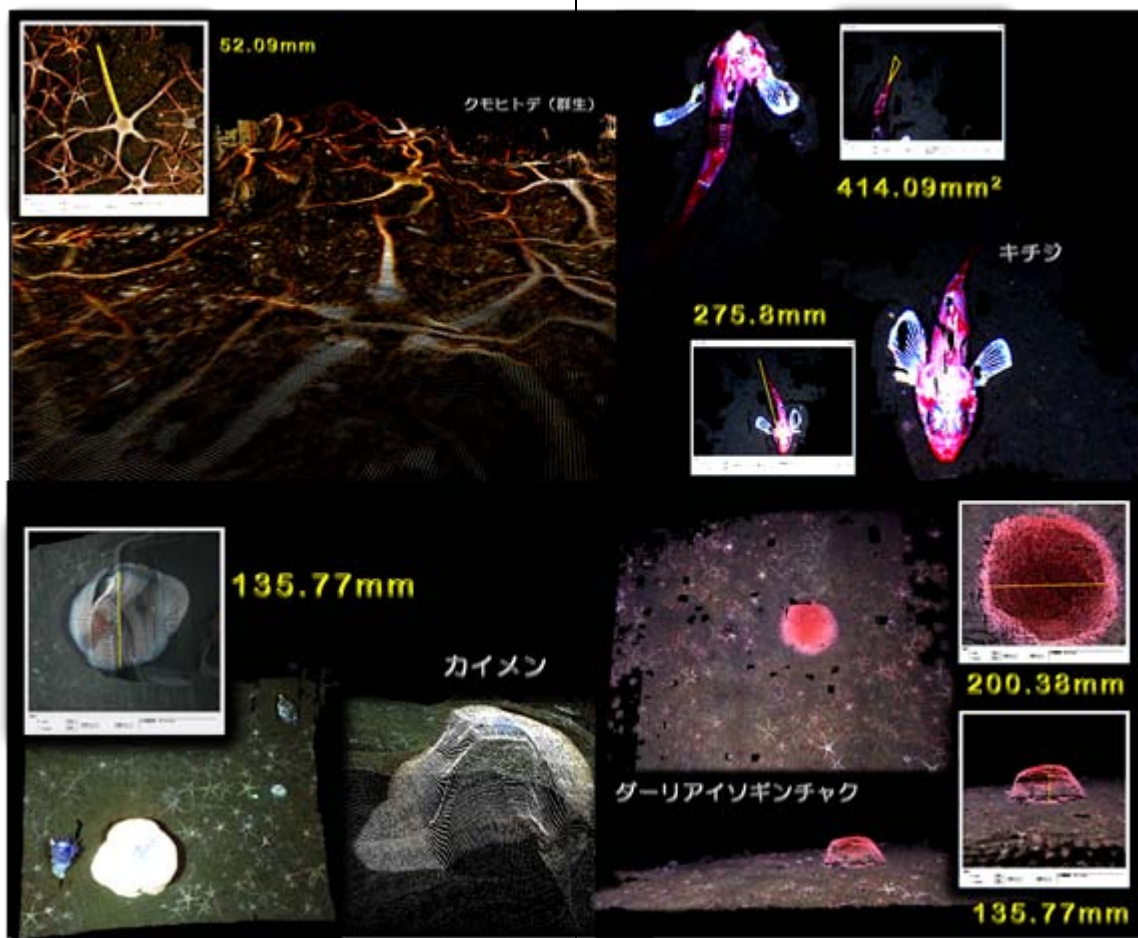 52.09mm
クモヒトデ(群生)
414.09mm²
キチジ
275.8mm
135.77mm
カイメン
200.38mm
ダーリアイソギンチャク
135.77mm